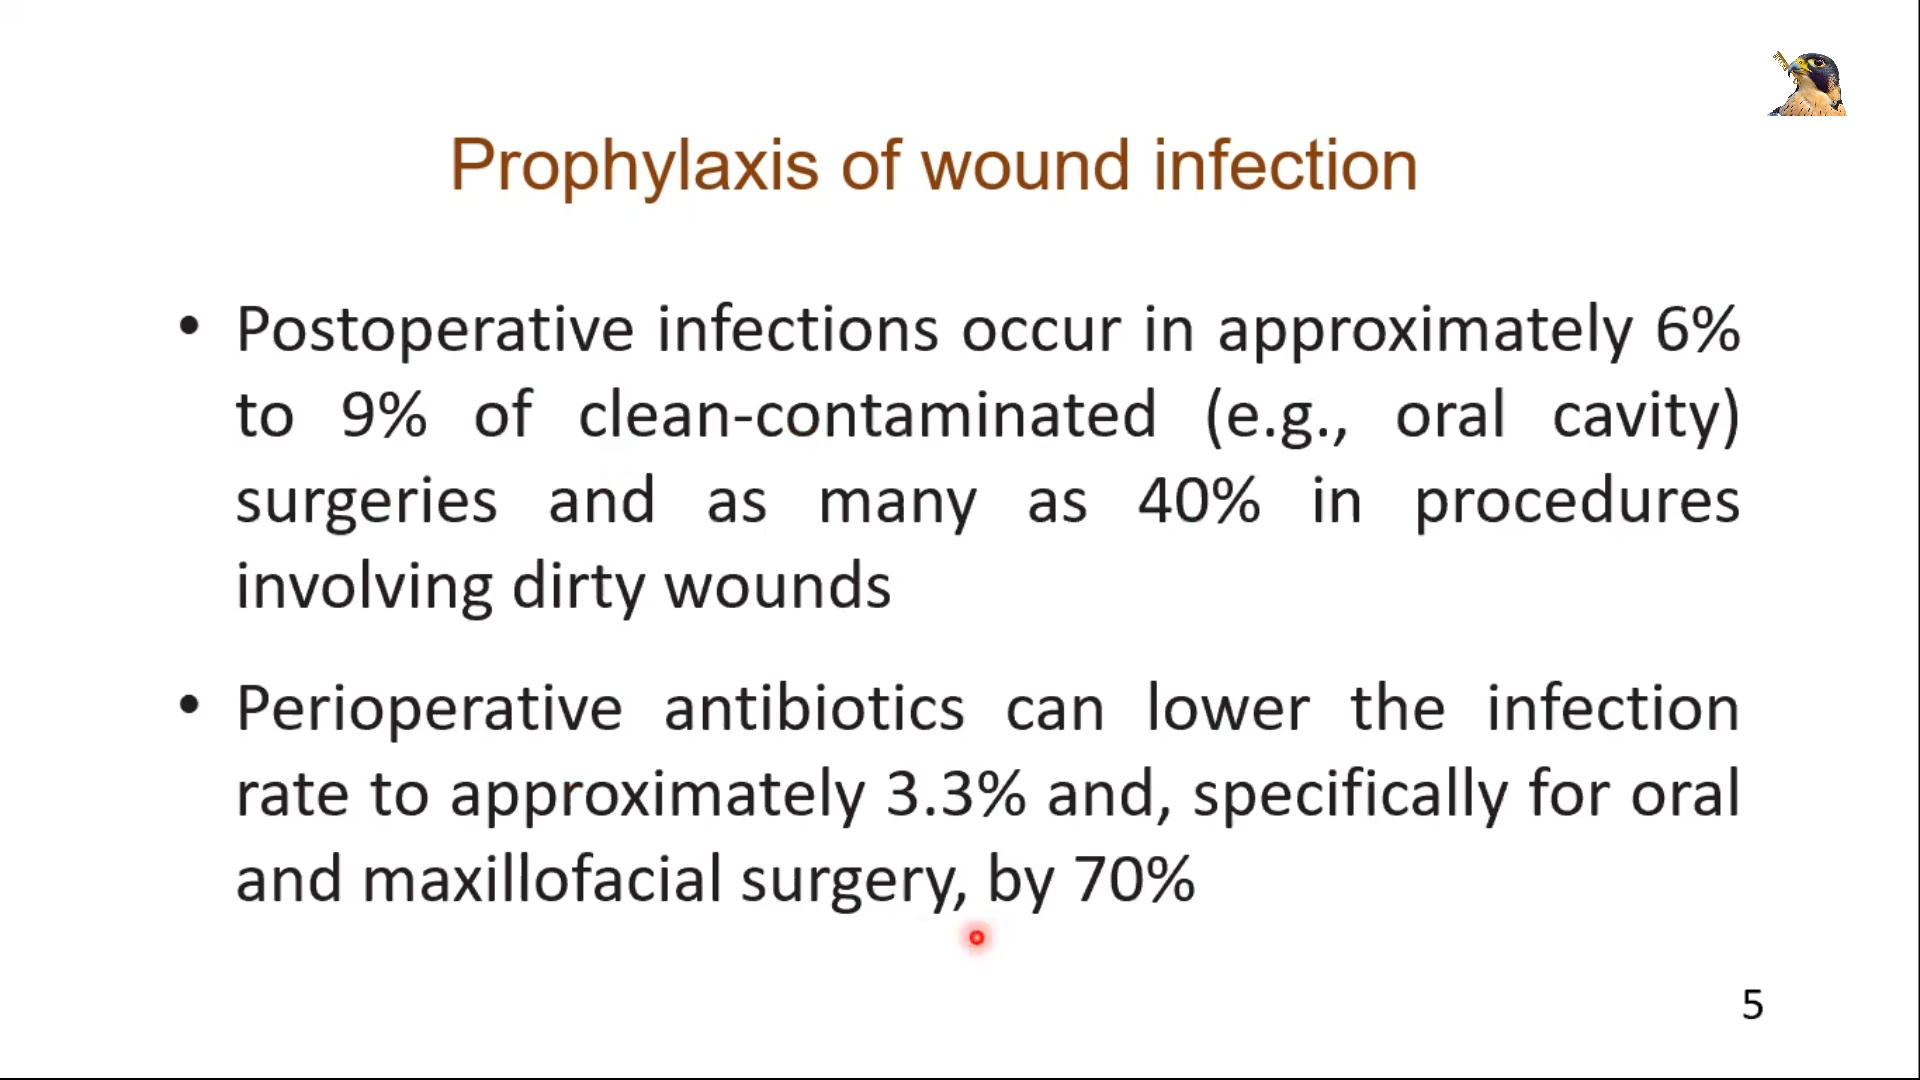 Prophylaxis of wound infection
• Postoperative infections occur in approximately 6%
to 9% of clean-contaminated (e.g., oral cavity)
surgeries and as many as 40% in procedures
involving dirty wounds
• Perioperative antibiotics can lower the infection
rate to approximately 3.3% and, specifically for oral
and maxillofacial surgery, by 70%
5